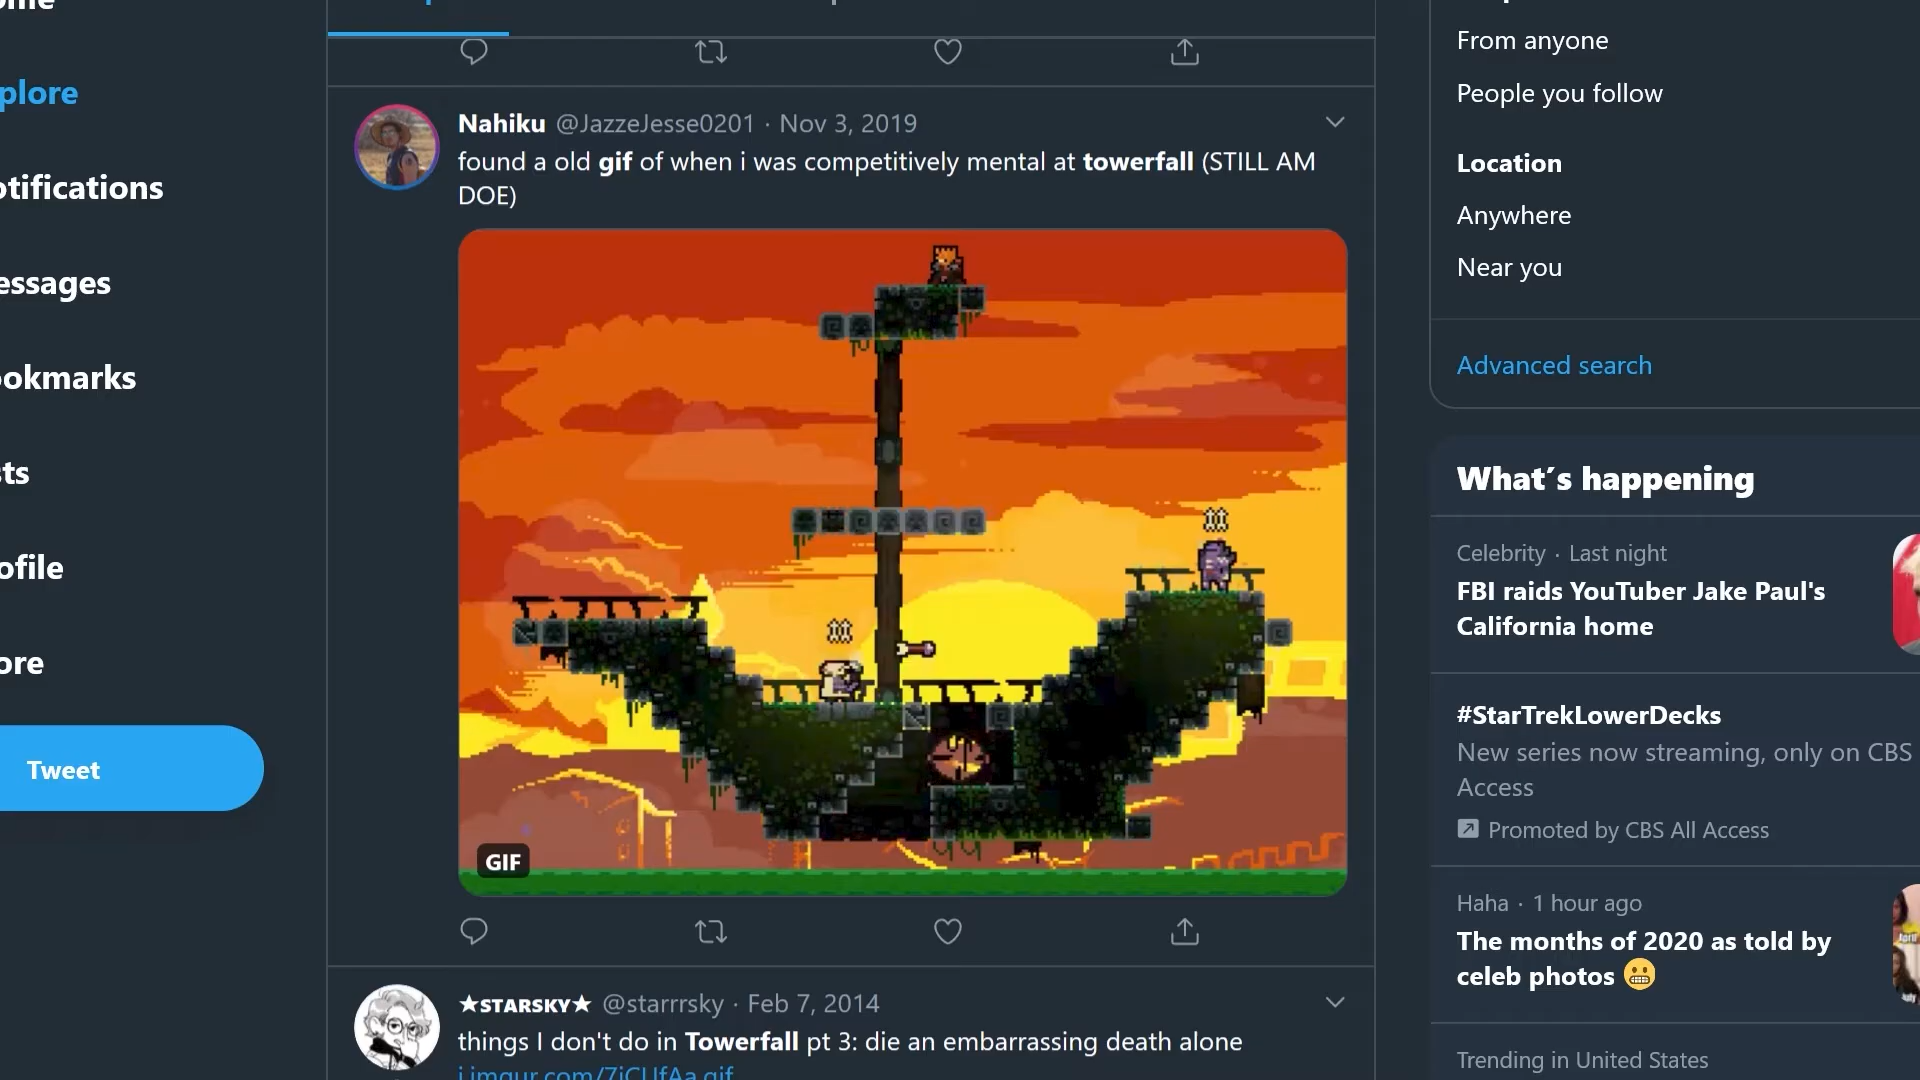 plore
otifications
essages
ookmarks
sts
ofile
ore
Tweet
Nahiku @JazzeJesse0201 · Nov 3, 2019
found a old gif of when i was competitively mental at towerfall (STILL AM
DOE)
GIF
★STARSKY★ @starrrsky · Feb 7, 2014
things I don't do in Towerfall pt 3: die an embarrassing death alone
From anyone
People you follow
Location
Anywhere
Near you
Advanced search
What´s happening
Celebrity · Last night
FBI raids YouTuber Jake Paul's
California home
#StarTrekLowerDecks
New series now streaming, only on CBS
Access
Promoted by CBS All Access
Haha · 1 hour ago
The months of 2020 as told by
celeb photos 😬
Trending in United States